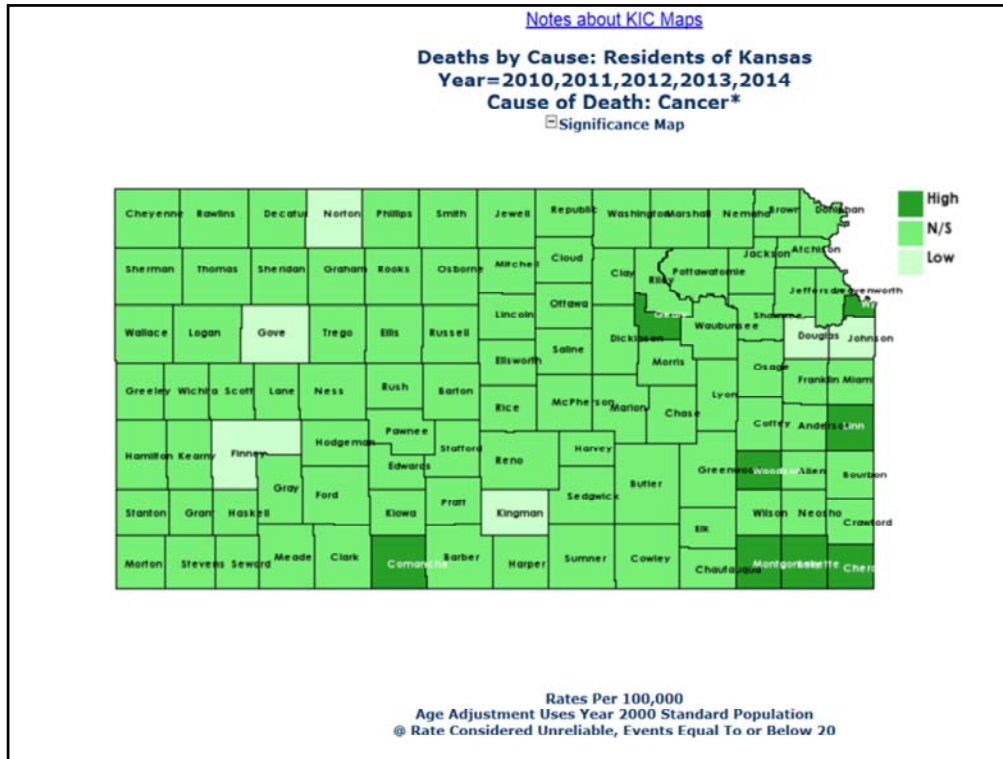 Notes about KIC Maps
Deaths by Cause: Residents of Kansas
Year=2010,2011,2012,2013,2014
Cause of Death: Cancer*
Significance Map
High
N/S
Low
Cheyenne Rawlins Decatur Norton Phillips Smith Jewell Republic Washington Marshall Nemaha Brown Doniphan
Sherman Thomas Sheridan Graham Rooks Osborne Mitchell Cloud Clay Riley Pottawatomie Jackson Atchison
Jefferson Leavenworth
Wallace Logan Gove Trego Ellis Russell Lincoln Ottawa Saline Dickinson Geary Waubunsee Shawnee Douglas Johnson
Ellsworth Morris Osage
Greeley Wichita Scott Lane Ness Rush Barton Rice McPherson Marion Chase Lyon Franklin Miami
Coffey Anderson Linn
Hamilton Kearny Finney Hodgeman Pawnee Stafford Reno Harvey Greenwood Woodson Allen Bourbon
Edwards
Gray Ford Pratt Sedgwick Butler
Stanton Grant Haskell Kiowa Kingman Elk Wilson Neosho Crawford
Morton Stevens Seward Meade Clark Comanche Barber Harper Sumner Cowley Chautauqua Montgomery Labette Chero
Rates Per 100,000
Age Adjustment Uses Year 2000 Standard Population
@ Rate Considered Unreliable, Events Equal To or Below 20